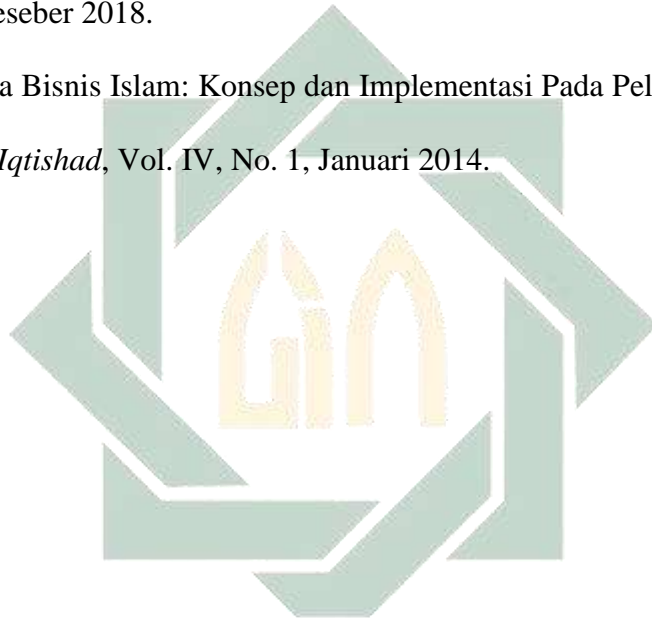 eseber 2018.
a Bisnis Islam: Konsep dan Implementasi Pada Pel
Iqtishad, Vol. IV, No. 1, Januari 2014.